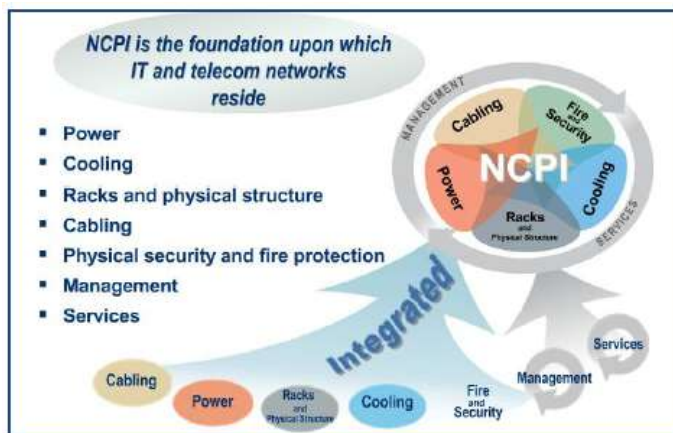 NCPI is the foundation upon which
IT and telecom networks
reside
▪ Power
▪ Cooling
▪ Racks and physical structure
▪ Cabling
▪ Physical security and fire protection
▪ Management
▪ Services
MANAGEMENT
Cabling
Fire
and
Security
Power
NCPI
Cooling
Racks
and
Physical Structure
SERVICES
Integrated
Cabling
Power
Racks
and
Physical Structure
Cooling
Fire
and
Security
Management
Services